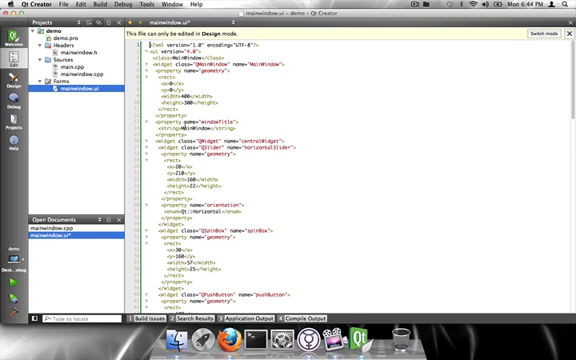 Qt Creator File Edit Build Debug Tools Window Help Mon 6:44 PM
mainwindow.ui - demo - Qt Creator
Projects
mainwindow.ui*
This file can only be edited in Design mode.
Switch mode
Welcome
Edit
Design
Debug
Projects
Help
demo
demo.pro
Headers
mainwindow.h
Sources
main.cpp
mainwindow.cpp
Forms
mainwindow.ui
1
<?xml version="1.0" encoding="UTF-8"?>
<ui version="4.0">
<class>MainWindow</class>
<widget class="QMainWindow" name="MainWindow">
<property name="geometry">
<rect>
<x>0</x>
<y>0</y>
<width>400</width>
<height>300</height>
</rect>
</property>
<property name="windowTitle">
<string>MainWindow</string>
</property>
<widget class="QWidget" name="centralWidget">
<widget class="QSlider" name="horizontalSlider">
<property name="geometry">
<rect>
<x>20</x>
<y>210</y>
<width>160</width>
<height>22</height>
</rect>
</property>
<property name="orientation">
<enum>Qt::Horizontal</enum>
</property>
</widget>
<widget class="QSpinBox" name="spinBox">
<property name="geometry">
<rect>
<x>30</x>
<y>160</y>
<width>57</width>
<height>25</height>
</rect>
</property>
</widget>
<widget class="QPushButton" name="pushButton">
<property name="geometry">
<rect>
Open Documents
mainwindow.cpp
mainwindow.ui*
demo
Type to locate
1 Build Issues 2 Search Results 3 Application Output 4 Compile Output